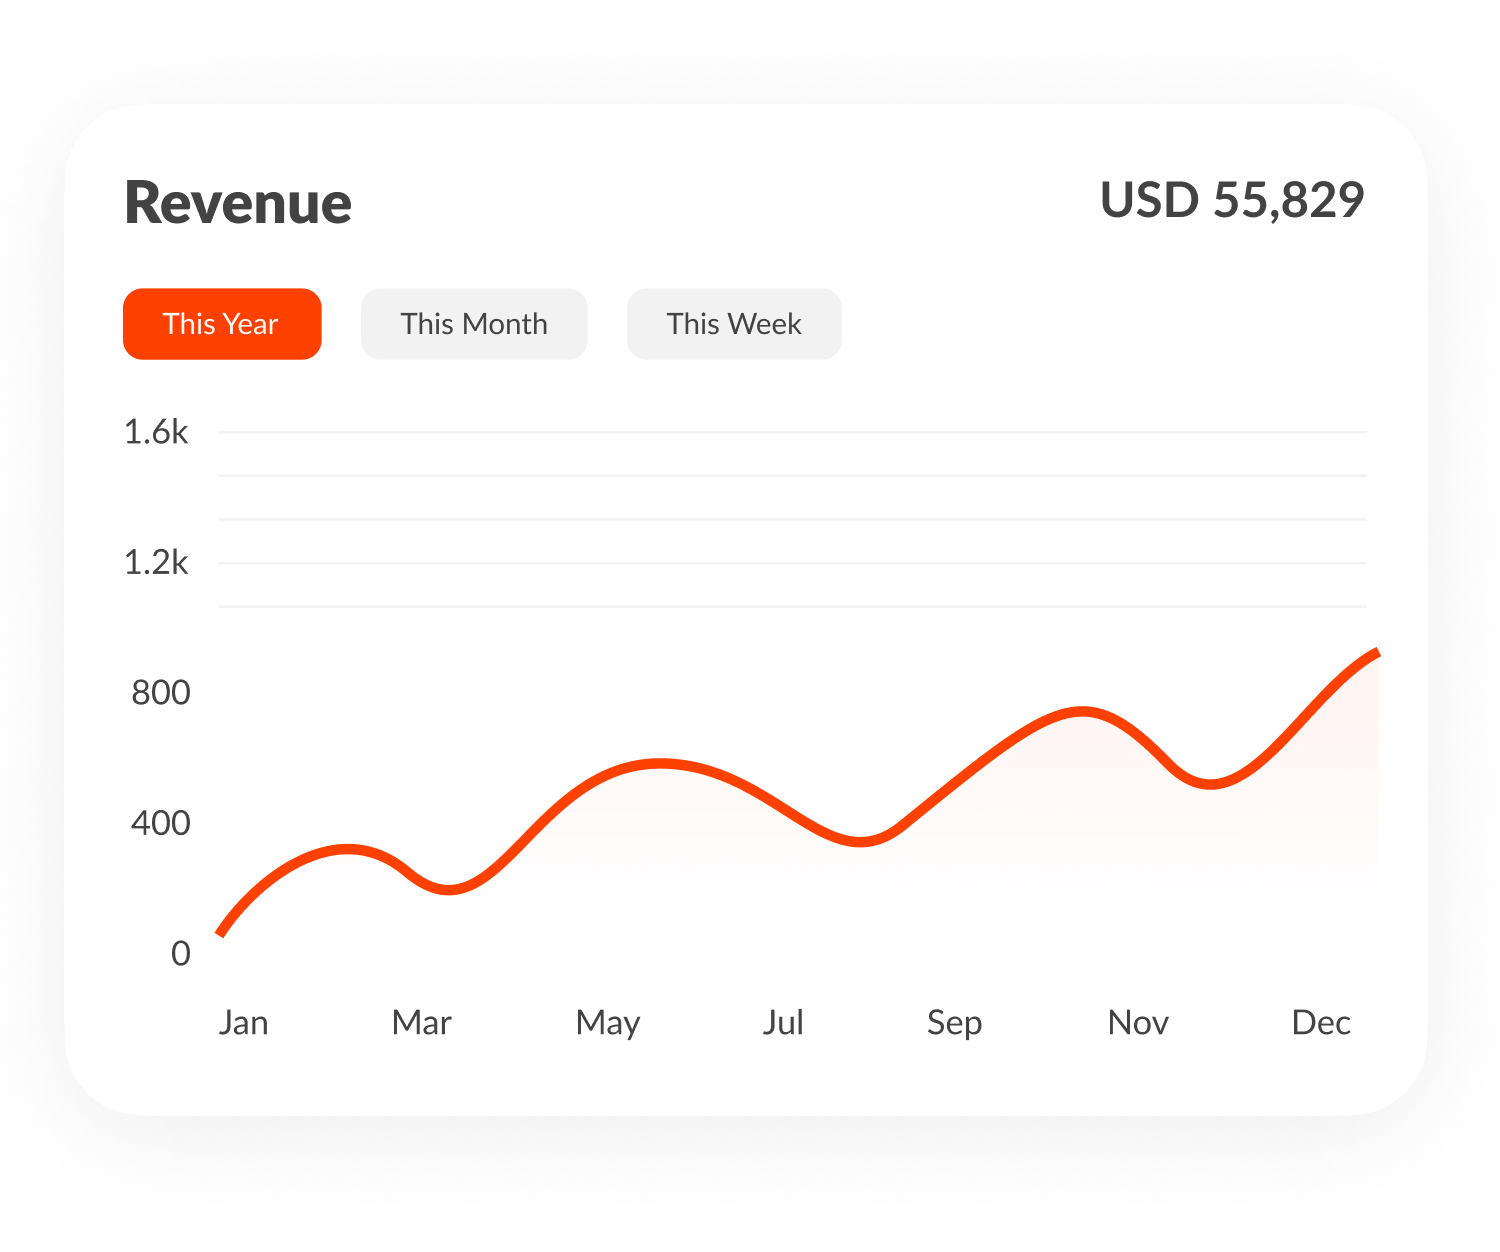 Revenue
USD 55,829
This Year
This Month
This Week
1.6k
1.2k
800
400
0
Jan
Mar
May
Jul
Sep
Nov
Dec